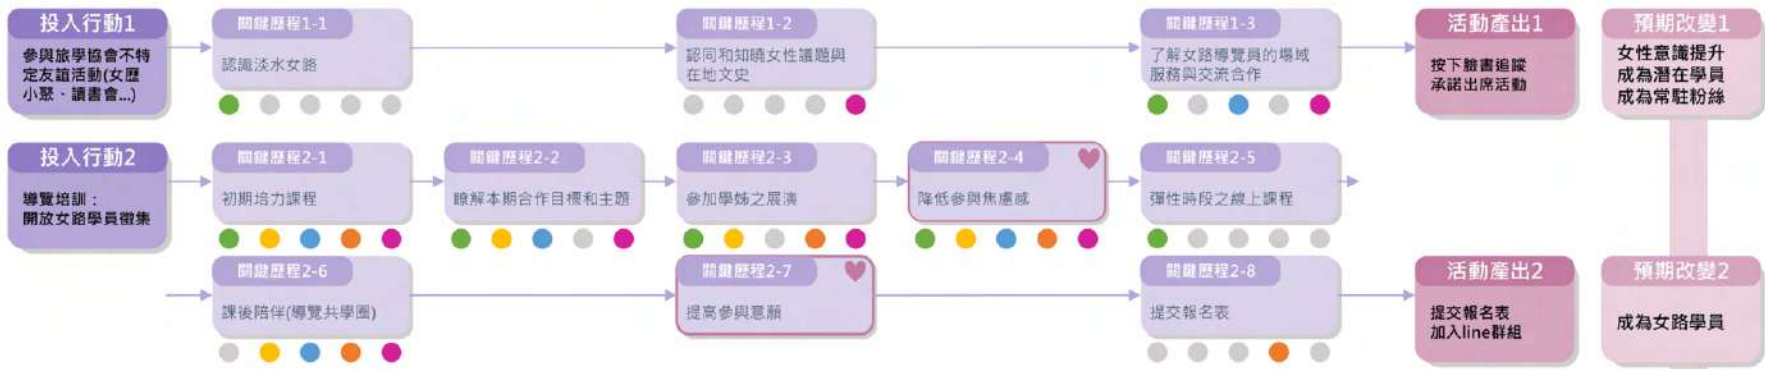 投入行動1
參與旅學協會不特
定友誼活動(女歷
小聚、讀書會...)
關鍵歷程1-1
認識淡水女路
關鍵歷程1-2
認同和知曉女性議題與
在地文史
關鍵歷程1-3
了解女路導覽員的場域
服務與交流合作
活動產出1
按下臉書追蹤
承諾出席活動
預期改變1
女性意識提升
成為潛在學員
成為常駐粉絲
投入行動2
導覽培訓：
開放女路學員徵集
關鍵歷程2-1
初期培力課程
關鍵歷程2-2
瞭解本期合作目標和主題
關鍵歷程2-3
參加學姊之展演
關鍵歷程2-4
降低參與焦慮感
關鍵歷程2-5
彈性時段之線上課程
關鍵歷程2-6
課後陪伴(導覽共學圈)
關鍵歷程2-7
提高參與意願
關鍵歷程2-8
提交報名表
活動產出2
提交報名表
加入line群組
預期改變2
成為女路學員